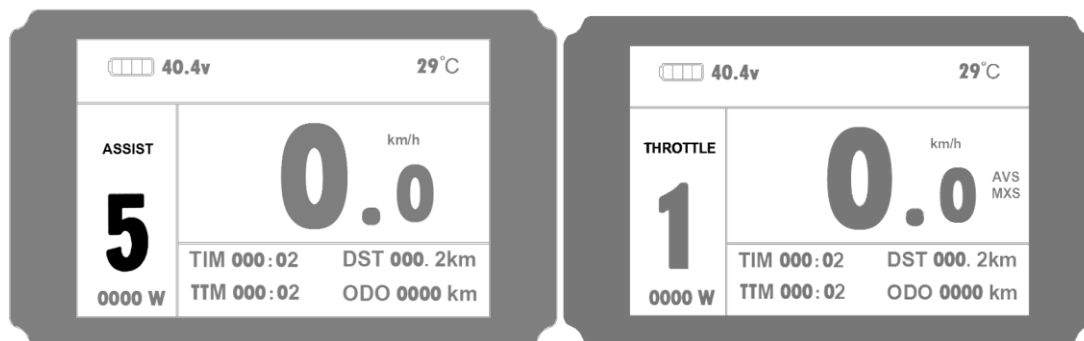 40.4v 29°C
ASSIST
5
0000 W
km/h
0.0
TIM 000:02 DST 000. 2km
TTM 000:02 ODO 0000 km
40.4v 29°C
THROTTLE
1
0000 W
km/h
0.0
AVS
MXS
TIM 000:02 DST 000. 2km
TTM 000:02 ODO 0000 km